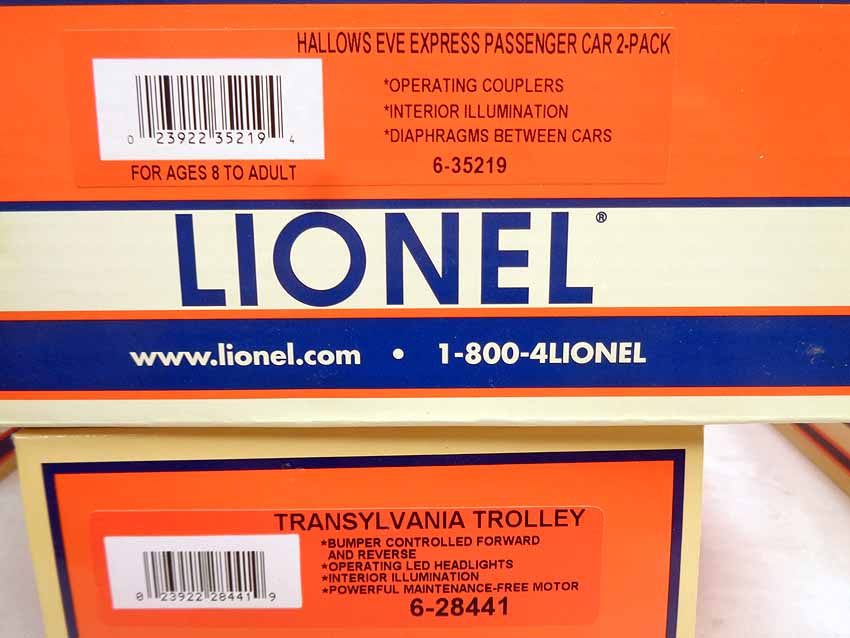 HALLOWS EVE EXPRESS PASSENGER CAR 2-PACK
*OPERATING COUPLERS
*INTERIOR ILLUMINATION
*DIAPHRAGMS BETWEEN CARS
6-35219
0 23922 35219 4
FOR AGES 8 TO ADULT
LIONEL®
www.lionel.com • 1-800-4LIONEL
TRANSYLVANIA TROLLEY
*BUMPER CONTROLLED FORWARD
AND REVERSE
*OPERATING LED HEADLIGHTS
*INTERIOR ILLUMINATION
*POWERFUL MAINTENANCE-FREE MOTOR
6-28441
0 23922 28441 9